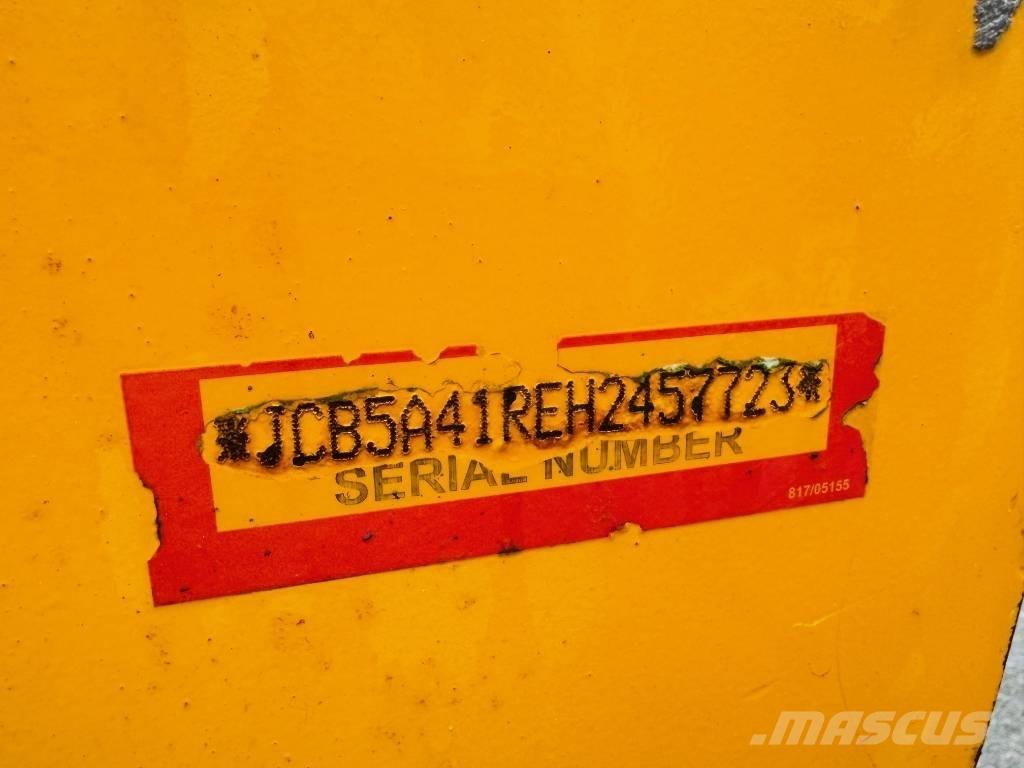 *JCB5A41REH2457723*
SERIAL NUMBER
817/05155
MASCUS